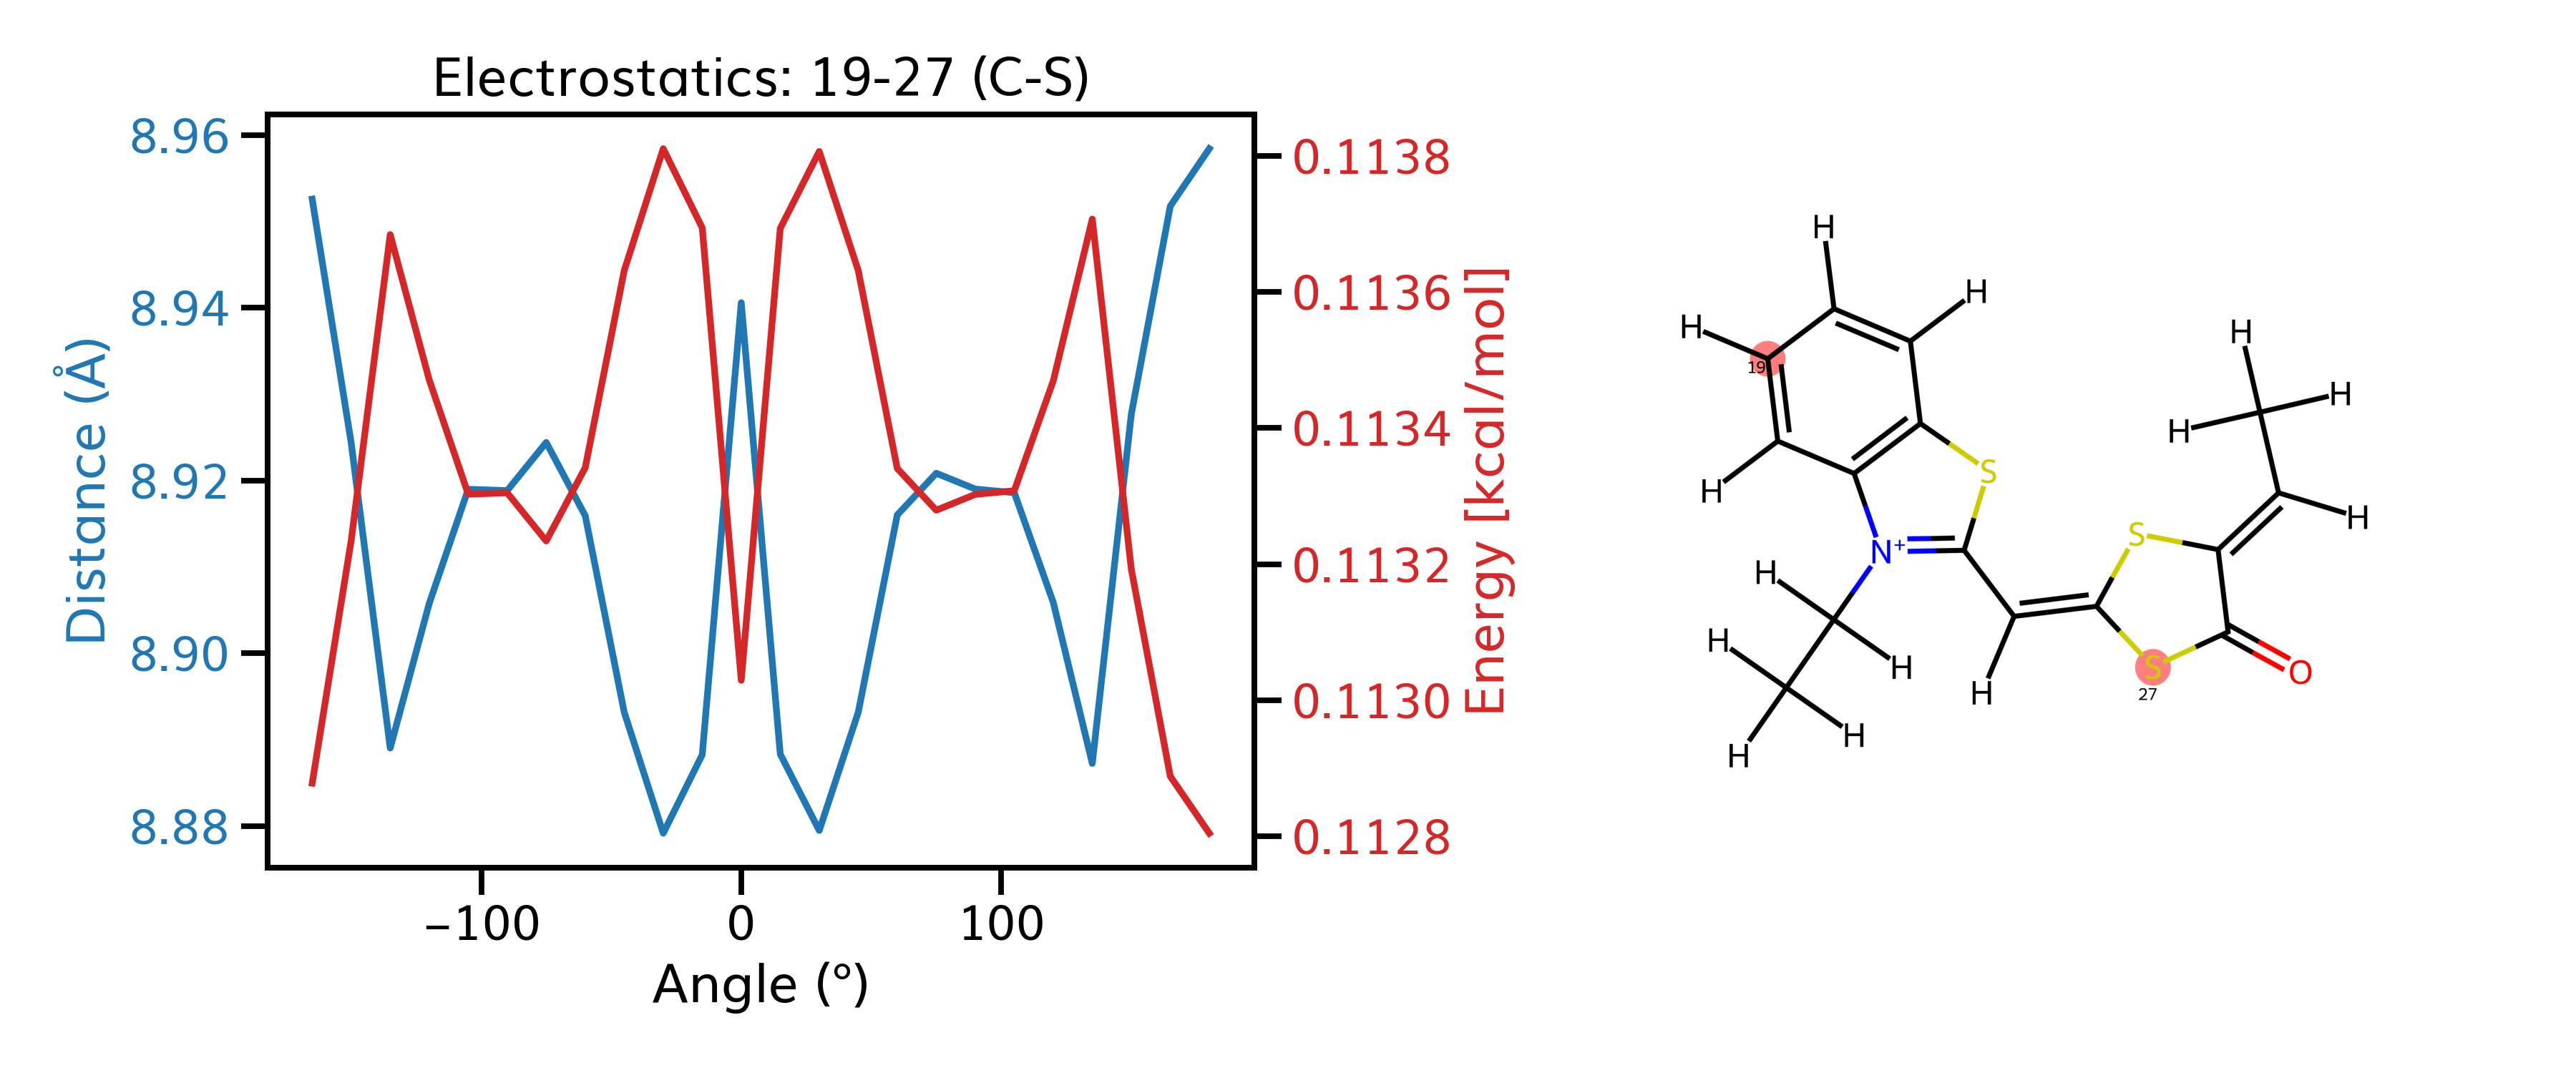 Electrostatics: 19-27 (C-S)
Distance (Å)
8.96
8.94
8.92
8.90
8.88
0.1138
0.1136
0.1134
0.1132
0.1130
0.1128
Energy [kcal/mol]
−100
0
100
Angle (°)
H
H
H
19
H
H
H
H
S
S
H
N⁺
H
H
H
S
27
O
H
H
H
H